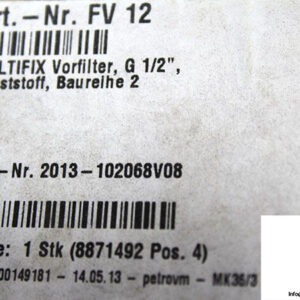 rt.-Nr. FV 12
LTIFIX Vorfilter, G 1/2",
ststoff, Baureihe 2
-Nr. 2013-102068V08
e: 1 Stk (8871492 Pos. 4)
00149181 - 14.05.13 - petrovm - MK36/3